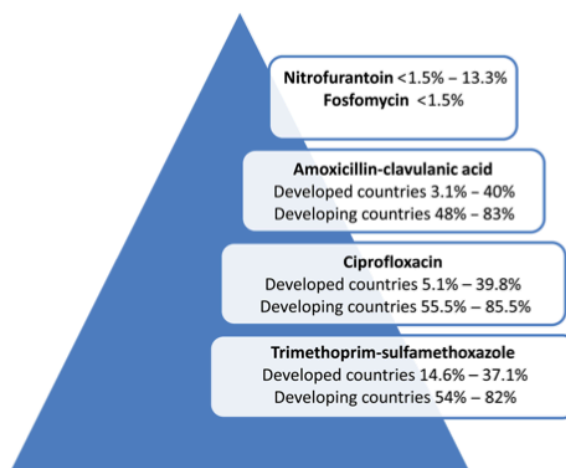 Nitrofurantoin <1.5% – 13.3%
Fosfomycin <1.5%
Amoxicillin-clavulanic acid
Developed countries 3.1% – 40%
Developing countries 48% – 83%
Ciprofloxacin
Developed countries 5.1% – 39.8%
Developing countries 55.5% – 85.5%
Trimethoprim-sulfamethoxazole
Developed countries 14.6% – 37.1%
Developing countries 54% – 82%